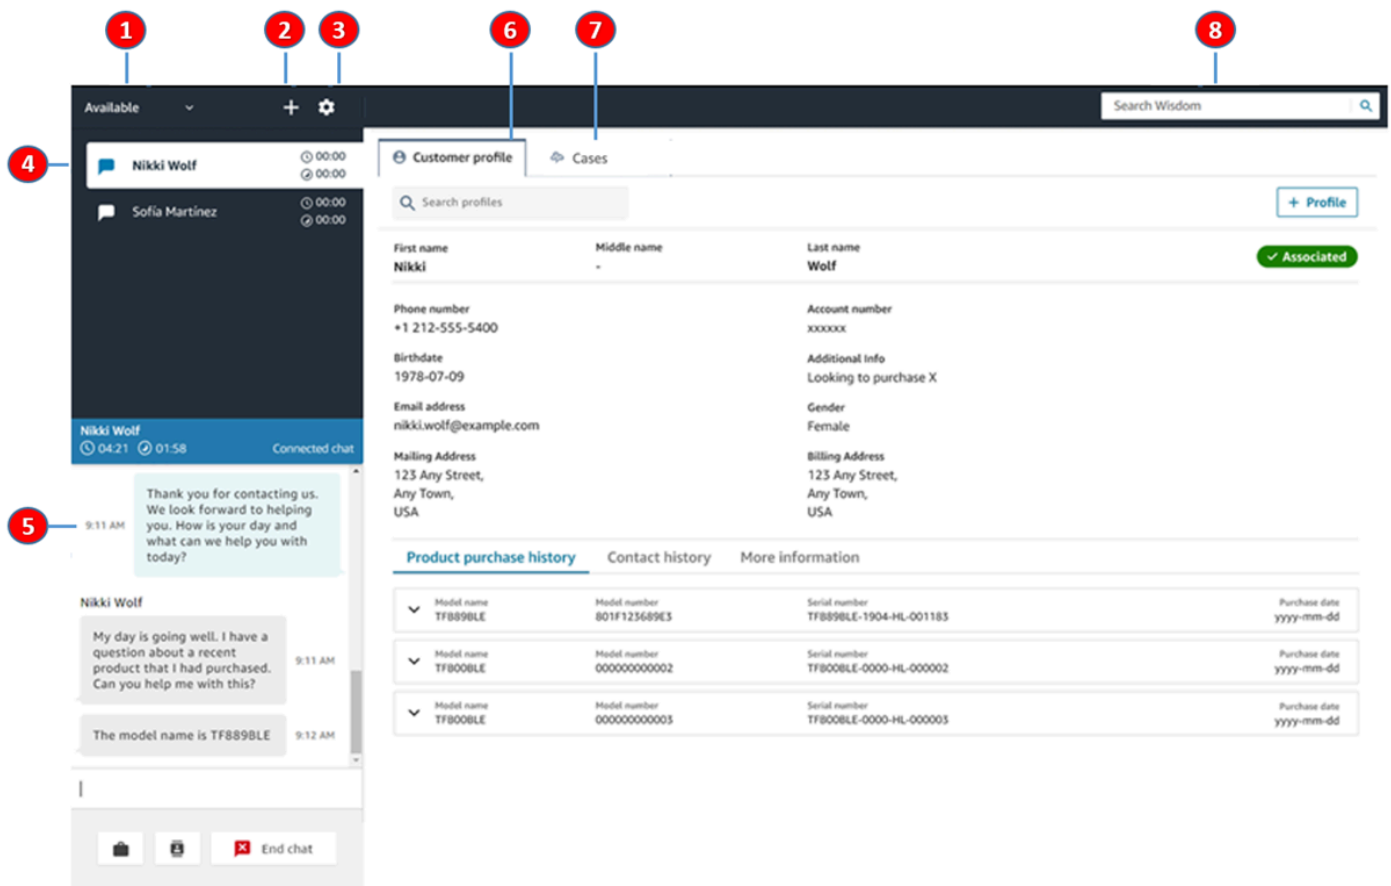 1 2 3 6 7 8
Available
Search Wisdom
4
Nikki Wolf 00:00
00:00
Sofia Martínez 00:00
00:00
Nikki Wolf
04:21 01:58 Connected chat
5
9:11 AM
Thank you for contacting us.
We look forward to helping
you. How is your day and
what can we help you with
today?
Nikki Wolf
My day is going well. I have a
question about a recent
product that I had purchased.
Can you help me with this?
9:11 AM
The model name is TF889BLE 9:12 AM
End chat
Customer profile Cases
Search profiles + Profile
First name Middle name Last name
Nikki - Wolf
Associated
Phone number Account number
+1 212-555-5400 xxxxxx
Birthdate Additional Info
1978-07-09 Looking to purchase X
Email address Gender
nikki.wolf@example.com Female
Mailing Address Billing Address
123 Any Street, 123 Any Street,
Any Town, Any Town,
USA USA
Product purchase history Contact history More information
Model name Model number Serial number Purchase date
TF889BLE 801F123689E3 TF889BLE-1904-HL-001183 yyyy-mm-dd
Model name Model number Serial number Purchase date
TF800BLE 000000000002 TF800BLE-0000-HL-000002 yyyy-mm-dd
Model name Model number Serial number Purchase date
TF800BLE 000000000003 TF800BLE-0000-HL-000003 yyyy-mm-dd